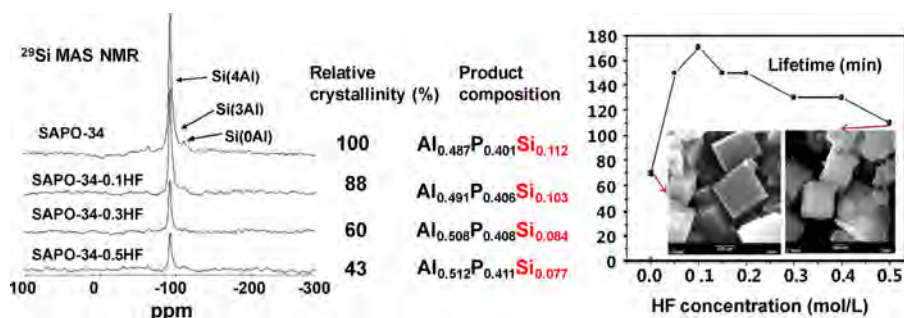 ²⁹Si MAS NMR
Si(4Al)
Si(3Al)
Si(0Al)
SAPO-34
SAPO-34-0.1HF
SAPO-34-0.3HF
SAPO-34-0.5HF
100 0 -100 -200 -300
ppm
Relative
crystallinity (%)
100
88
60
43
Product
composition
Al₀.₄₈₇P₀.₄₀₁Si₀.₁₁₂
Al₀.₄₉₁P₀.₄₀₆Si₀.₁₀₃
Al₀.₅₀₈P₀.₄₀₈Si₀.₀₈₄
Al₀.₅₁₂P₀.₄₁₁Si₀.₀₇₇
180
160
140
120
100
80
60
40
20
0
Lifetime (min)
0.0 0.1 0.2 0.3 0.4 0.5
HF concentration (mol/L)